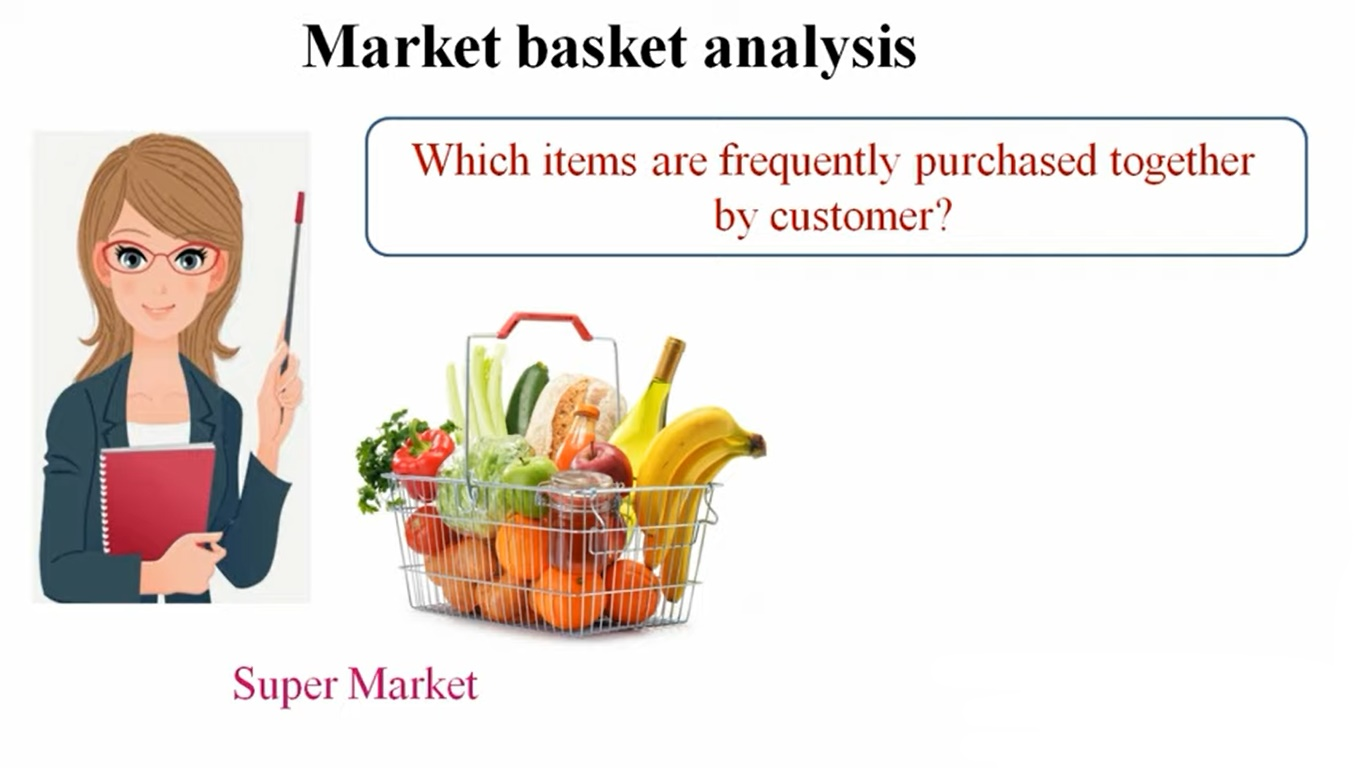 Market basket analysis
Which items are frequently purchased together
by customer?
Super Market